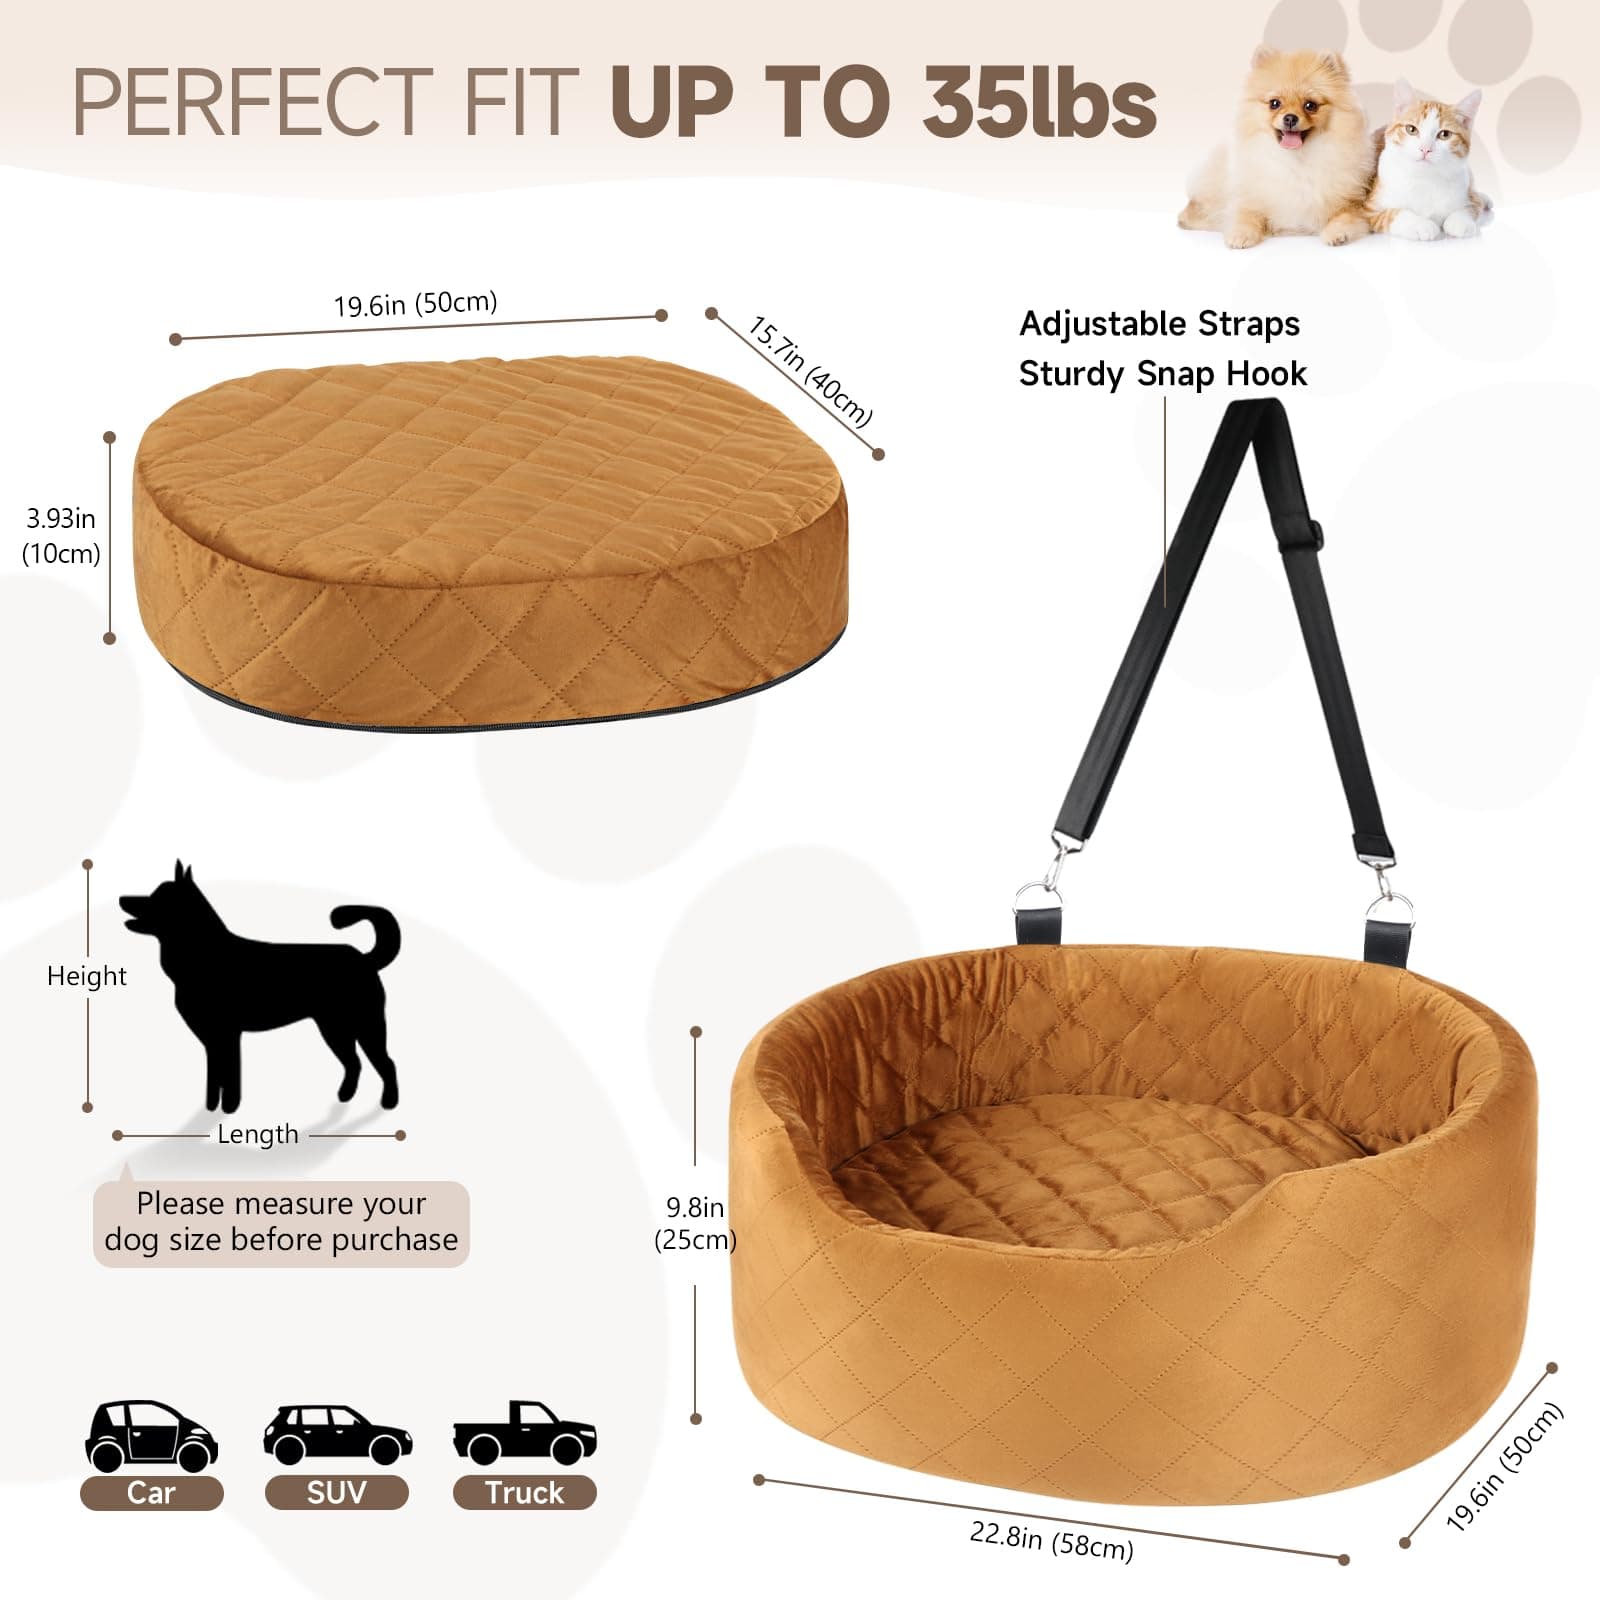 PERFECT FIT UP TO 35lbs
19.6in (50cm)
15.7in (40cm)
3.93in
(10cm)
Adjustable Straps
Sturdy Snap Hook
Height
Length
Please measure your
dog size before purchase
9.8in
(25cm)
22.8in (58cm)
19.6in (50cm)
Car
SUV
Truck